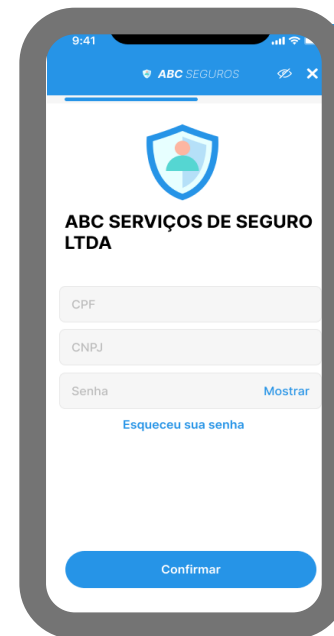 9:41
ABC SEGUROS
ABC SERVIÇOS DE SEGURO
LTDA
CPF
CNPJ
Senha Mostrar
Esqueceu sua senha
Confirmar